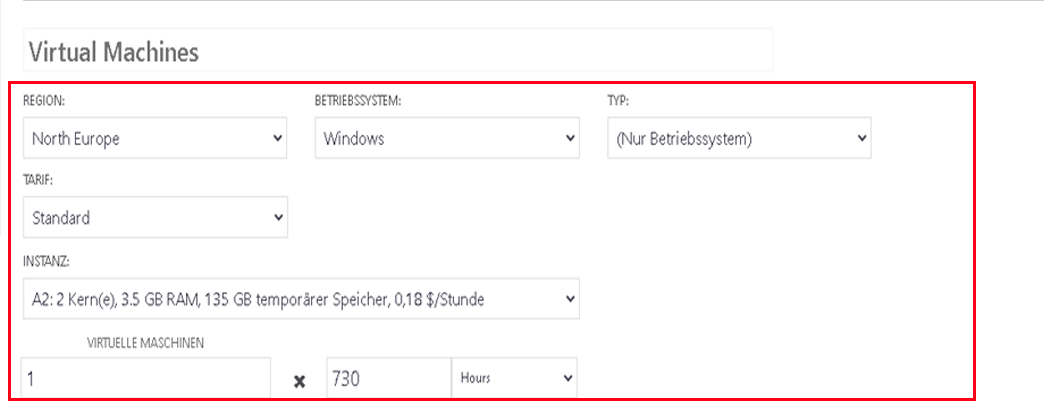 Virtual Machines
REGION: BETRIEBSSYSTEM: TYP:
North Europe Windows (Nur Betriebssystem)
TARIF:
Standard
INSTANZ:
A2: 2 Kern(e), 3.5 GB RAM, 135 GB temporärer Speicher, 0,18 $/Stunde
VIRTUELLE MASCHINEN
1 × 730 Hours